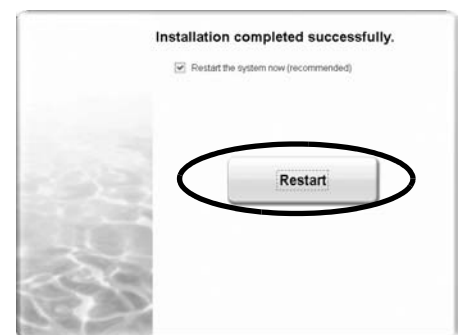 Installation completed successfully.
Restart the system now (recommended)
Restart